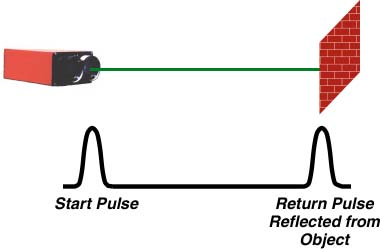 Start Pulse
Return Pulse
Reflected from
Object